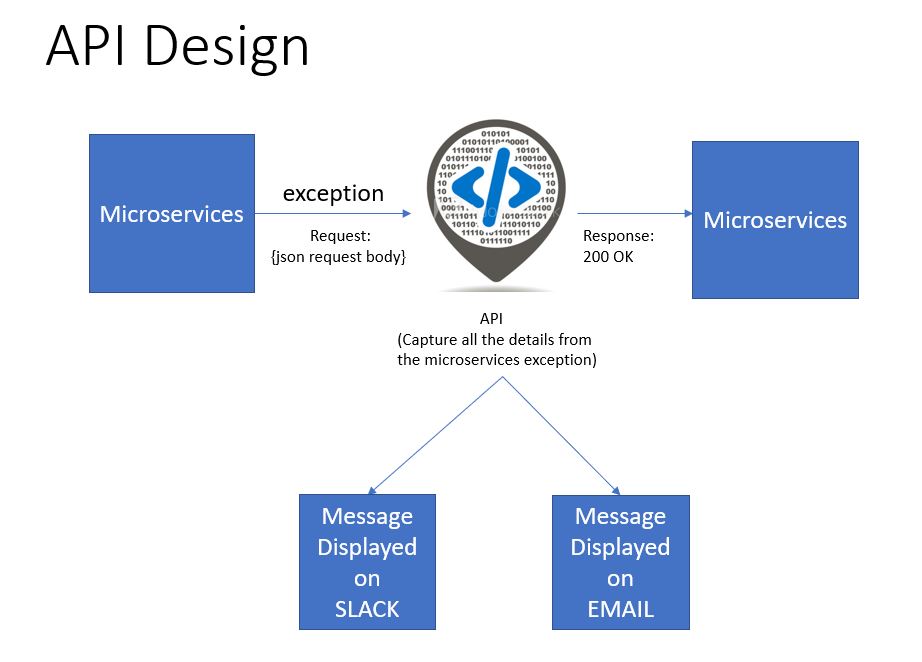 API Design
Microservices
exception
Request:
{json request body}
Response:
200 OK
Microservices
API
(Capture all the details from
the microservices exception)
Message
Displayed
on
SLACK
Message
Displayed
on
EMAIL